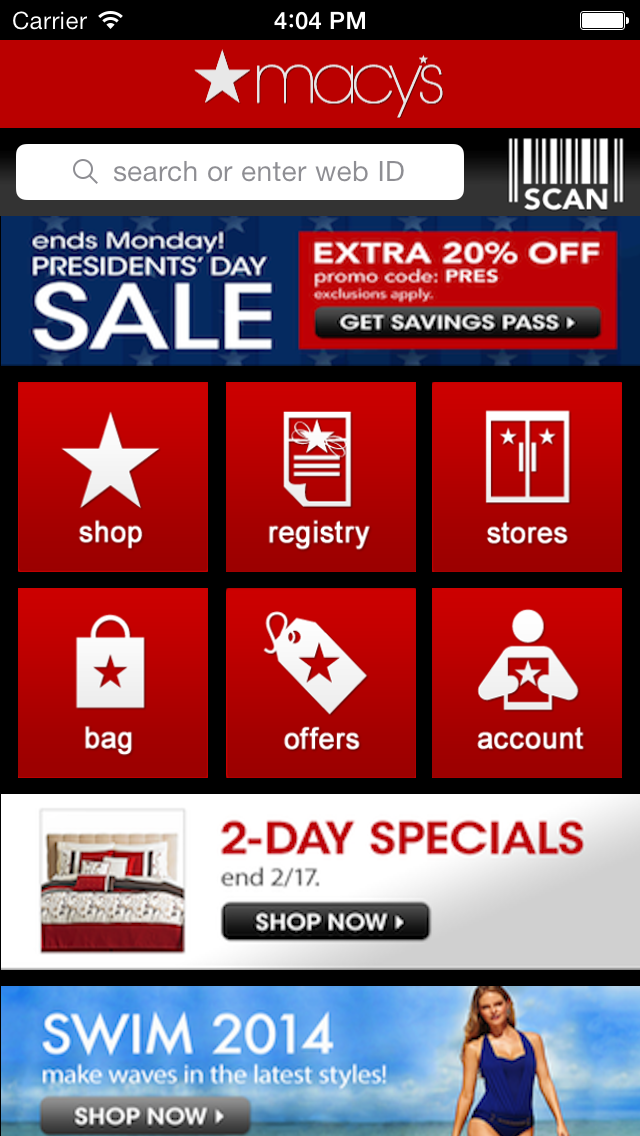 Carrier 4:04 PM
macy's
search or enter web ID
SCAN
ends Monday!
PRESIDENTS' DAY
SALE
EXTRA 20% OFF
promo code: PRES
exclusions apply.
GET SAVINGS PASS
shop
registry
stores
bag
offers
account
2-DAY SPECIALS
end 2/17.
SHOP NOW
SWIM 2014
make waves in the latest styles!
SHOP NOW